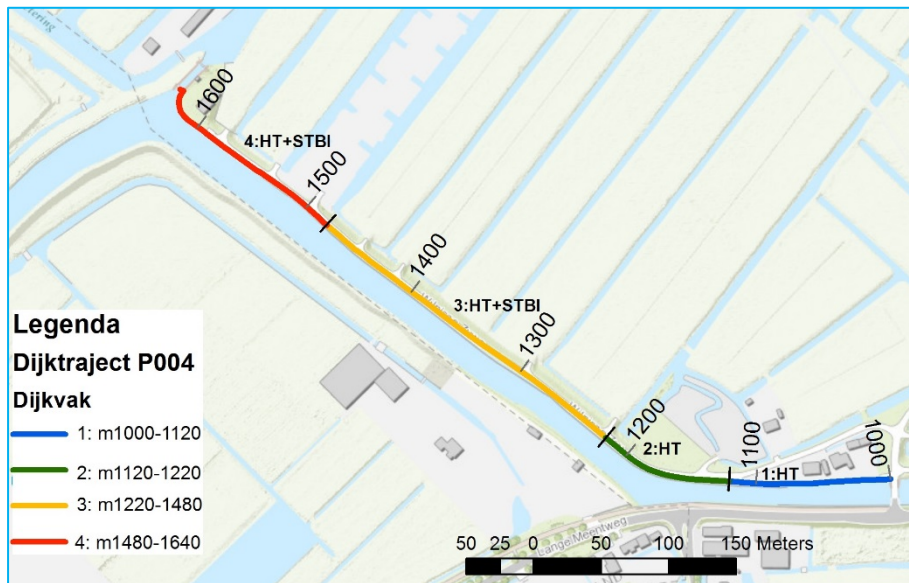 1600
4:HT+STBI
1500
1400
3:HT+STBI
1300
1200
2:HT
1100
1:HT
1000
Legenda
Dijktraject P004
Dijkvak
1: m1000-1120
2: m1120-1220
3: m1220-1480
4: m1480-1640
Lange Meentweg
50 25 0 50 100 150 Meters